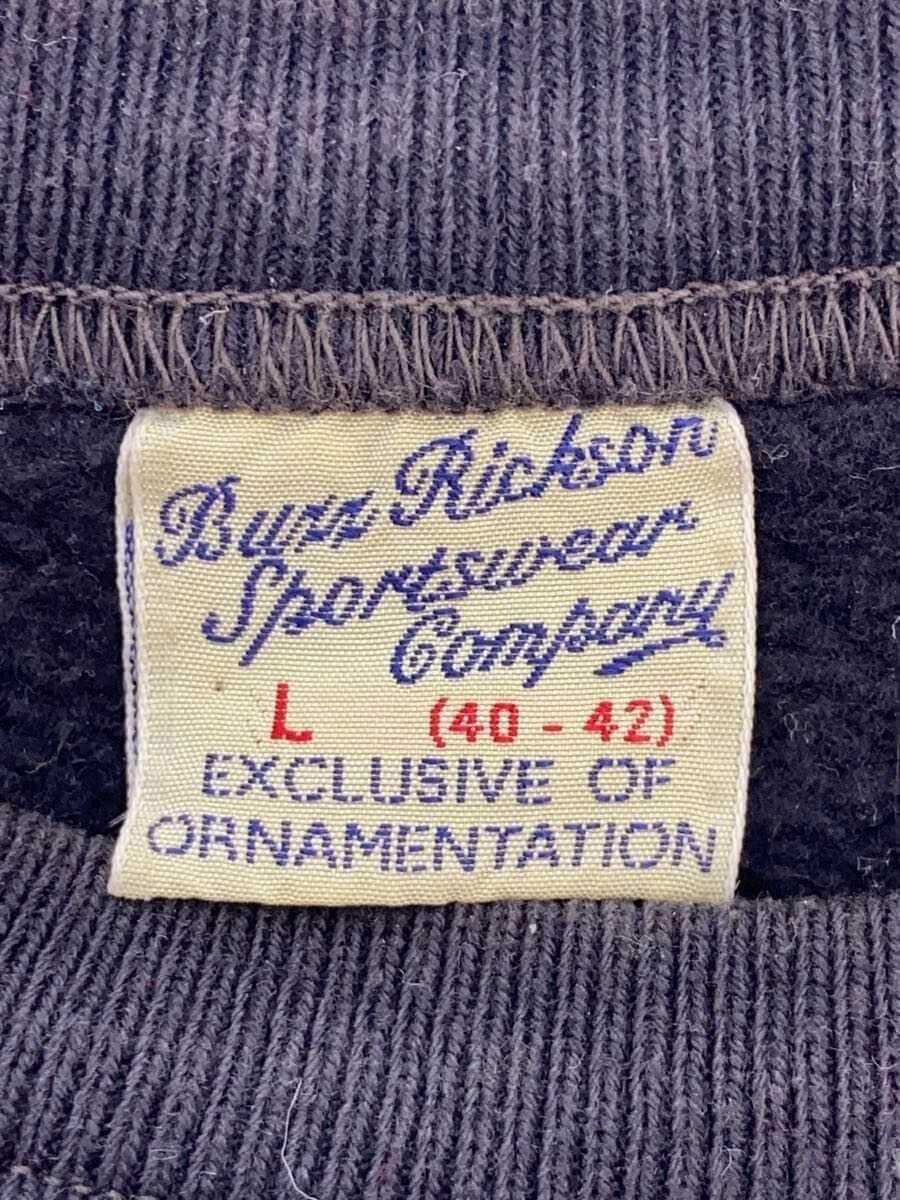 Buzz Rickson
Sportswear
Company
L (40 - 42)
EXCLUSIVE OF
ORNAMENTATION